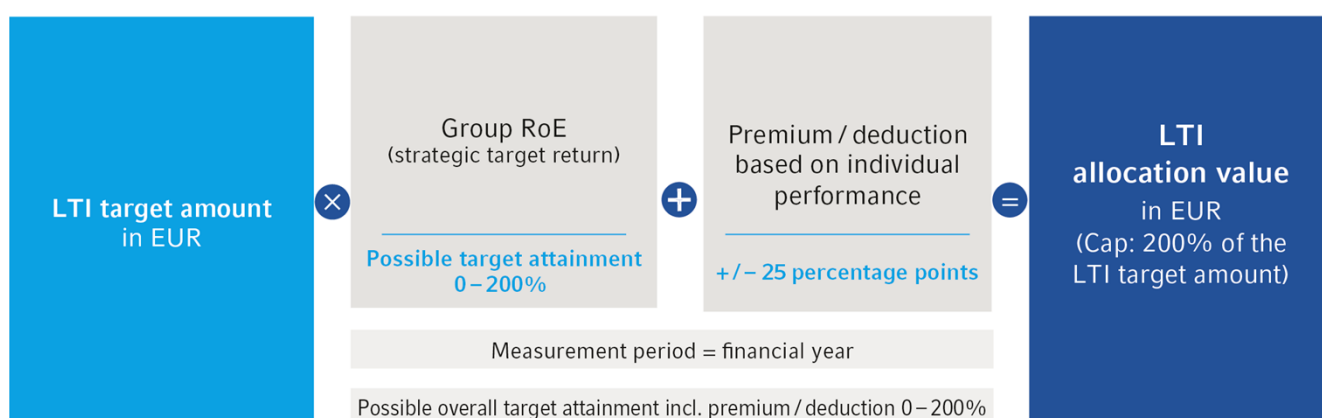 LTI target amount
in EUR
×
Group RoE
(strategic target return)
Possible target attainment
0–200%
+
Premium / deduction
based on individual
performance
+/– 25 percentage points
=
LTI
allocation value
in EUR
(Cap: 200% of the
LTI target amount)
Measurement period = financial year
Possible overall target attainment incl. premium / deduction 0–200%